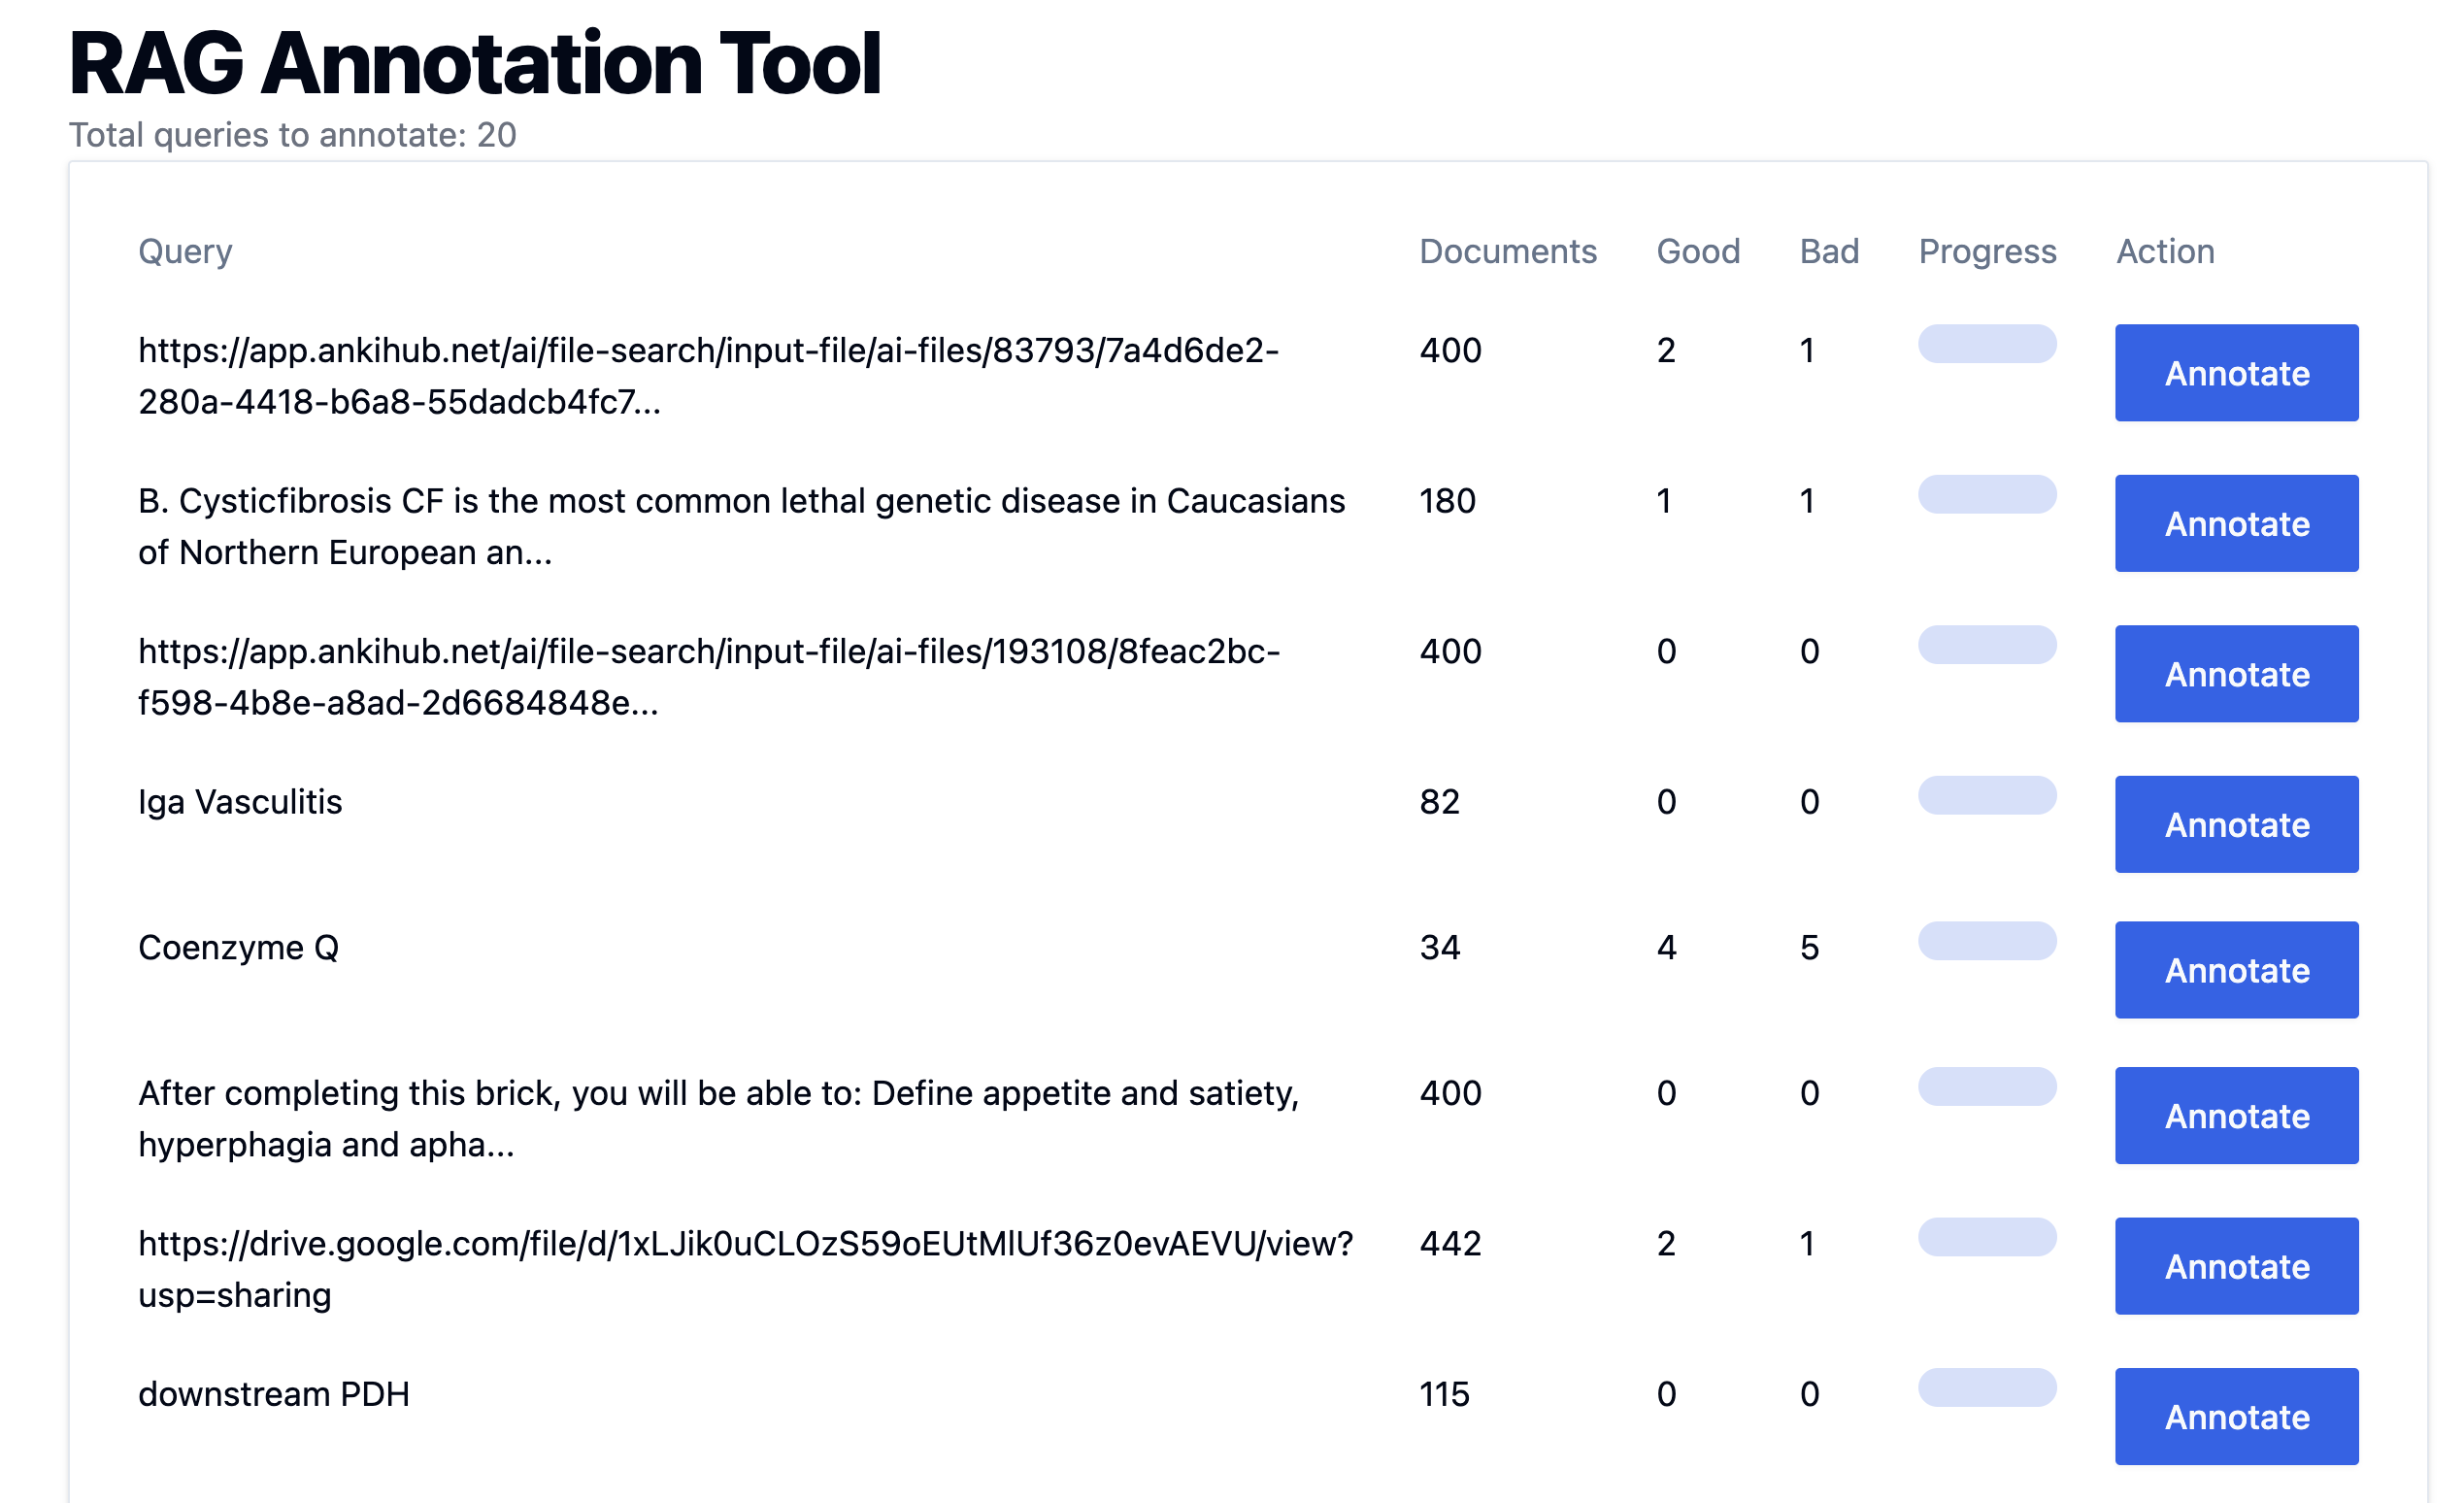 RAG Annotation Tool
Total queries to annotate: 20
Query Documents Good Bad Progress Action
https://app.ankihub.net/ai/file-search/input-file/ai-files/83793/7a4d6de2- 400 2 1 Annotate
280a-4418-b6a8-55dadcb4fc7...
B. Cysticfibrosis CF is the most common lethal genetic disease in Caucasians 180 1 1 Annotate
of Northern European an...
https://app.ankihub.net/ai/file-search/input-file/ai-files/193108/8feac2bc- 400 0 0 Annotate
f598-4b8e-a8ad-2d6684848e...
Iga Vasculitis 82 0 0 Annotate
Coenzyme Q 34 4 5 Annotate
After completing this brick, you will be able to: Define appetite and satiety, 400 0 0 Annotate
hyperphagia and apha...
https://drive.google.com/file/d/1xLJik0uCLOzS59oEUtMlUf36z0evAEVU/view? 442 2 1 Annotate
usp=sharing
downstream PDH 115 0 0 Annotate